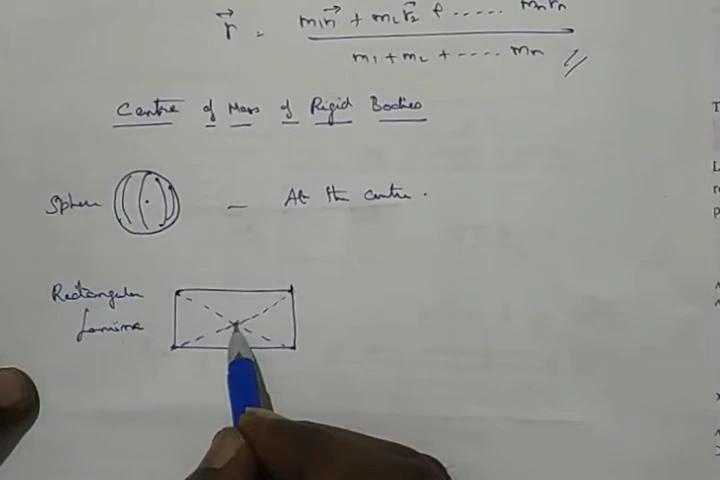 r⃗ = m1r1⃗ + m2r2⃗ + ...... mnrn
m1 + m2 + ..... mn //
Centre of Mass of Rigid Bodies
Sphere — At the centre.
Rectangular
Lamina